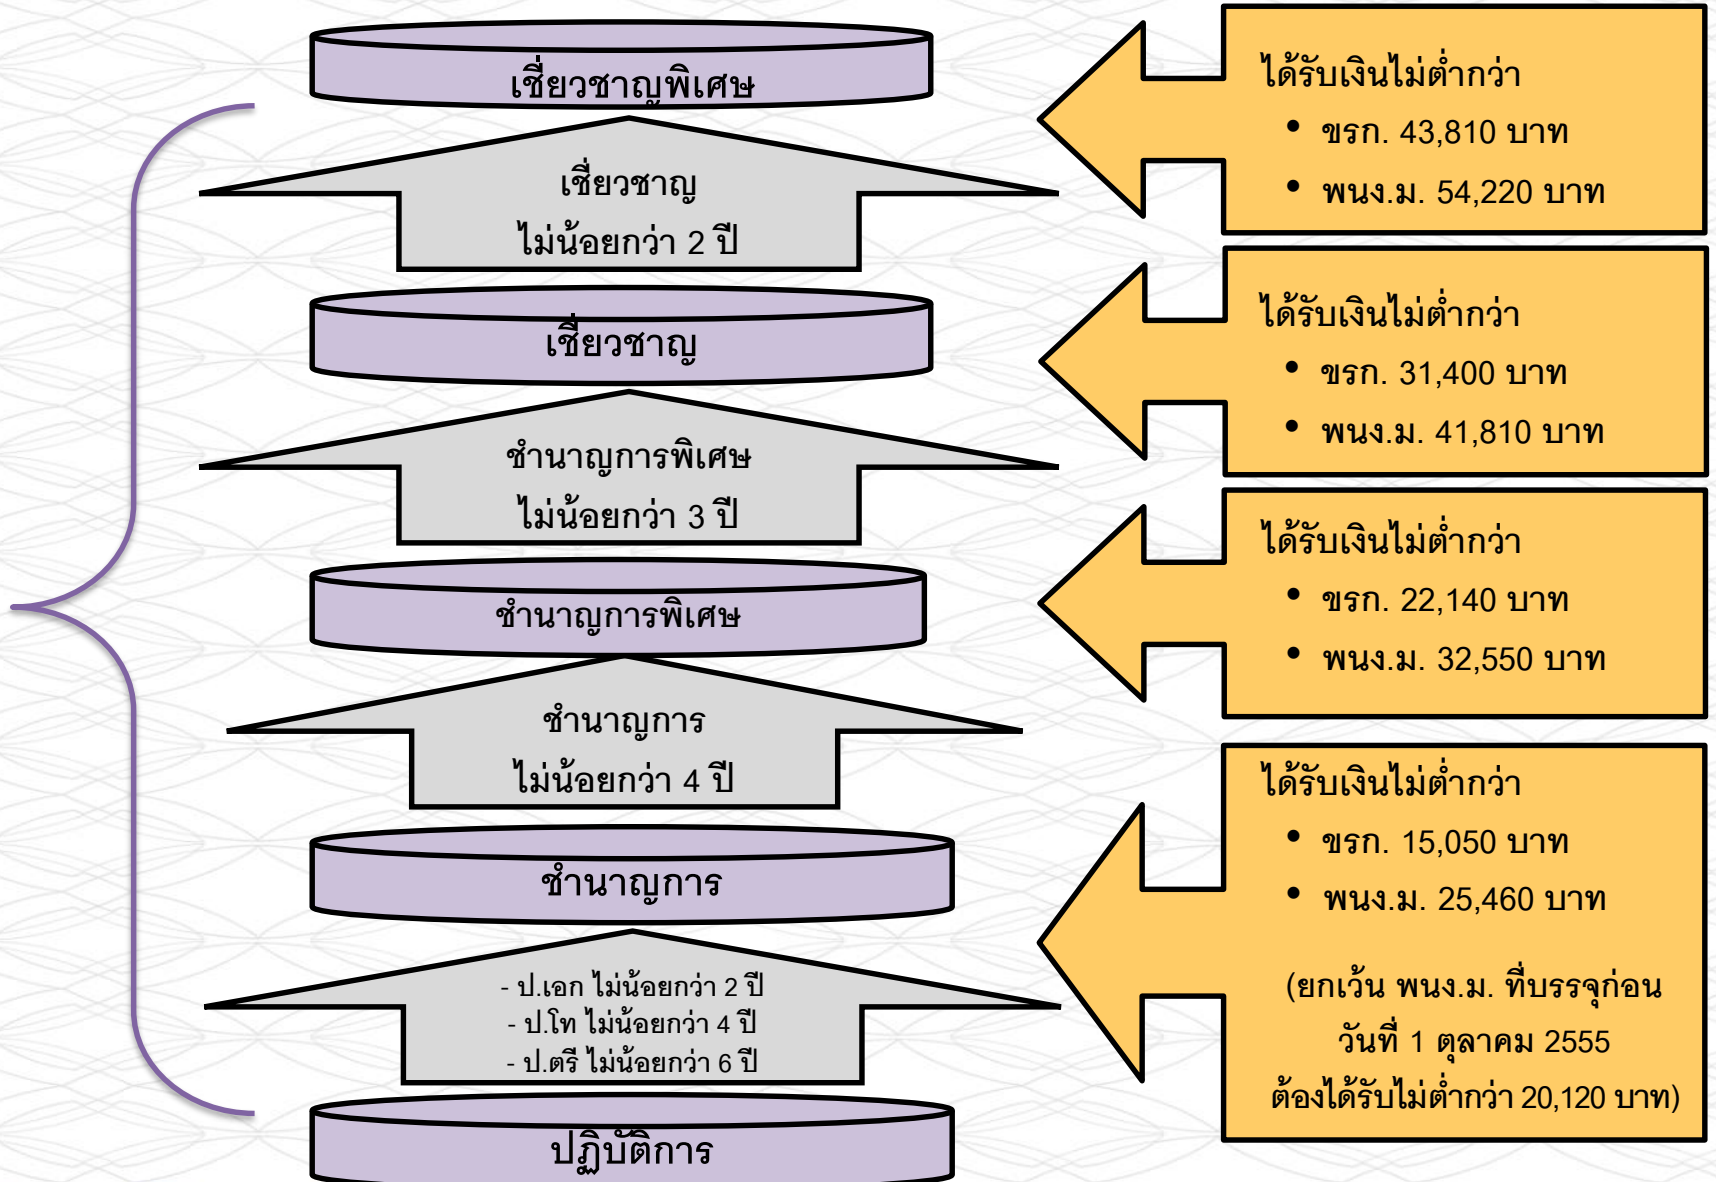 เชี่ยวชาญพิเศษ
ได้รับเงินไม่ต่ำกว่า
• ขรก. 43,810 บาท
• พนง.ม. 54,220 บาท
เชี่ยวชาญ
ไม่น้อยกว่า 2 ปี
เชี่ยวชาญ
ได้รับเงินไม่ต่ำกว่า
• ขรก. 31,400 บาท
• พนง.ม. 41,810 บาท
ชำนาญการพิเศษ
ไม่น้อยกว่า 3 ปี
ชำนาญการพิเศษ
ได้รับเงินไม่ต่ำกว่า
• ขรก. 22,140 บาท
• พนง.ม. 32,550 บาท
ชำนาญการ
ไม่น้อยกว่า 4 ปี
ชำนาญการ
ได้รับเงินไม่ต่ำกว่า
• ขรก. 15,050 บาท
• พนง.ม. 25,460 บาท
(ยกเว้น พนง.ม. ที่บรรจุก่อน
วันที่ 1 ตุลาคม 2555
ต้องได้รับไม่ต่ำกว่า 20,120 บาท)
- ป.เอก ไม่น้อยกว่า 2 ปี
- ป.โท ไม่น้อยกว่า 4 ปี
- ป.ตรี ไม่น้อยกว่า 6 ปี
ปฏิบัติการ